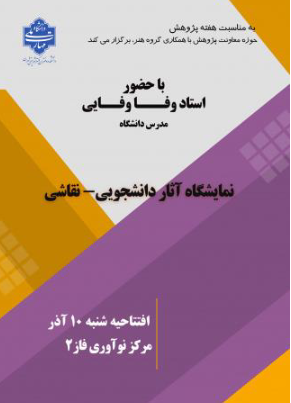 به مناسبت هفته پژوهش
حوزه معاونت پژوهش با همکاری گروه هنر، برگزار می کند
با حضور
استاد وفا وفایی
مدرس دانشگاه
نمایشگاه آثار دانشجویی- نقاشی
افتتاحیه شنبه ۱۰ آذر
مرکز نوآوری فاز۲